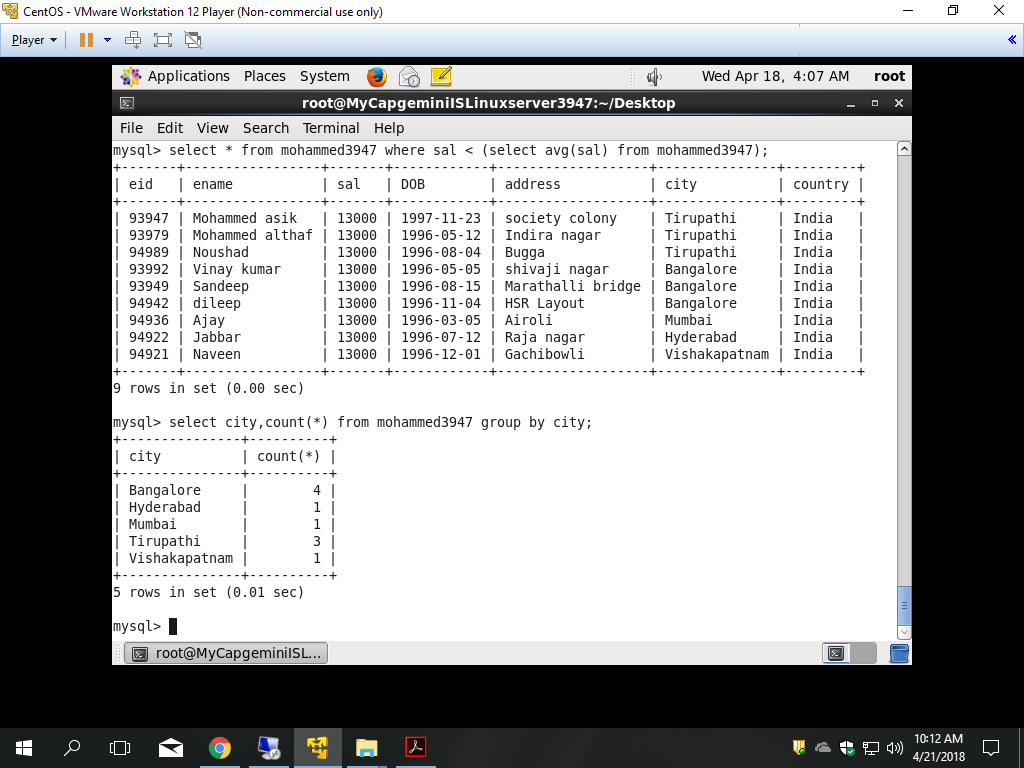 CentOS - VMware Workstation 12 Player (Non-commercial use only)
Player
Applications Places System Wed Apr 18, 4:07 AM root
root@MyCapgeminiISLinuxserver3947:~/Desktop
File Edit View Search Terminal Help
mysql> select * from mohammed3947 where sal < (select avg(sal) from mohammed3947);
+-------+-----------------+-------+------------+-------------------+---------------+---------+
| eid   | ename           | sal   | DOB        | address           | city          | country |
+-------+-----------------+-------+------------+-------------------+---------------+---------+
| 93947 | Mohammed asik   | 13000 | 1997-11-23 | society colony    | Tirupathi     | India   |
| 93979 | Mohammed althaf | 13000 | 1996-05-12 | Indira nagar      | Tirupathi     | India   |
| 94989 | Noushad         | 13000 | 1996-08-04 | Bugga             | Tirupathi     | India   |
| 93992 | Vinay kumar     | 13000 | 1996-05-05 | shivaji nagar     | Bangalore     | India   |
| 93949 | Sandeep         | 13000 | 1996-08-15 | Marathalli bridge | Bangalore     | India   |
| 94942 | dileep          | 13000 | 1996-11-04 | HSR Layout        | Bangalore     | India   |
| 94936 | Ajay            | 13000 | 1996-03-05 | Airoli            | Mumbai        | India   |
| 94922 | Jabbar          | 13000 | 1996-07-12 | Raja nagar        | Hyderabad     | India   |
| 94921 | Naveen          | 13000 | 1996-12-01 | Gachibowli        | Vishakapatnam | India   |
+-------+-----------------+-------+------------+-------------------+---------------+---------+
9 rows in set (0.00 sec)
mysql> select city,count(*) from mohammed3947 group by city;
+---------------+----------+
| city          | count(*) |
+---------------+----------+
| Bangalore     |        4 |
| Hyderabad     |        1 |
| Mumbai        |        1 |
| Tirupathi     |        3 |
| Vishakapatnam |        1 |
+---------------+----------+
5 rows in set (0.01 sec)
mysql>
root@MyCapgeminiISL...
10:12 AM
4/21/2018